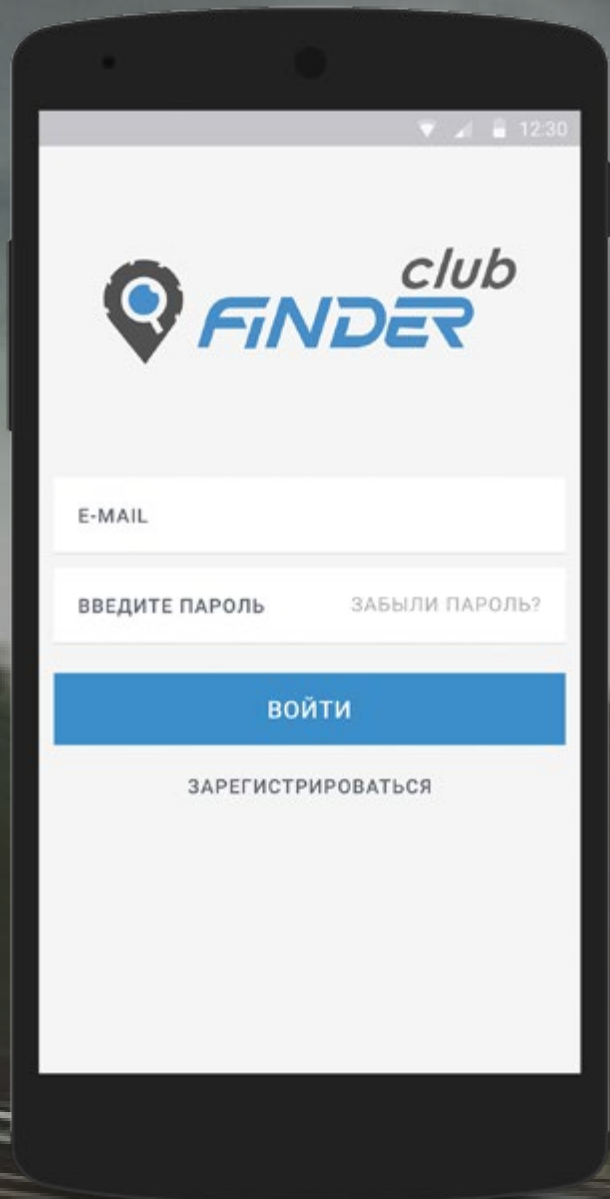 12:30
club
FINDER
E-MAIL
ВВЕДИТЕ ПАРОЛЬ ЗАБЫЛИ ПАРОЛЬ?
ВОЙТИ
ЗАРЕГИСТРИРОВАТЬСЯ